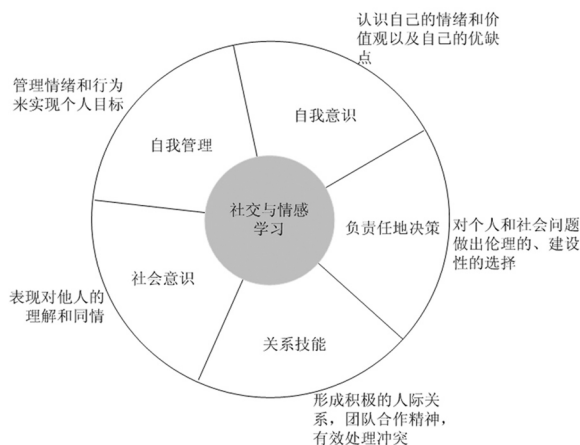 认识自己的情绪和价
值观以及自己的优缺
点
管理情绪和行为
来实现个人目标
自我意识
自我管理
社交与情感
学习
负责任地决策
对个人和社会问题
做出伦理的、建设
性的选择
社会意识
表现对他人的
理解和同情
关系技能
形成积极的人际关
系，团队合作精神，
有效处理冲突